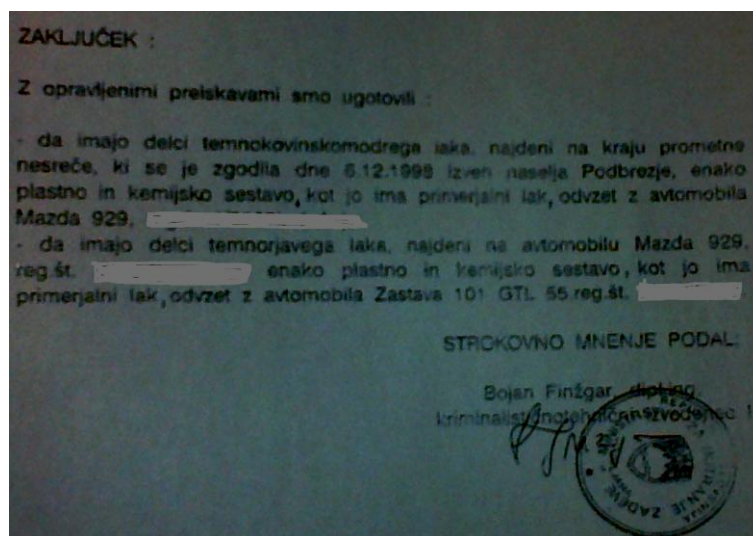 ZAKLJUČEK :
Z opravljenimi preiskavami smo ugotovili :
- da imajo delci temnokovinskomodrega laka, najdeni na kraju prometne
nesreče, ki se je zgodila dne 6.12.1998 izven naselja Podbrezje, enako
plastno in kemijsko sestavo, kot jo ima primerjalni lak, odvzet z avtomobila
Mazda 929,
- da imajo delci temnorjavega laka, najdeni na avtomobilu Mazda 929,
reg.št. enako plastno in kemijsko sestavo, kot jo ima
primerjalni lak, odvzet z avtomobila Zastava 101 GTL 55 reg.št.
STROKOVNO MNENJE PODAL:
Bojan Finžgar, dipl.ing.
ZADEVE